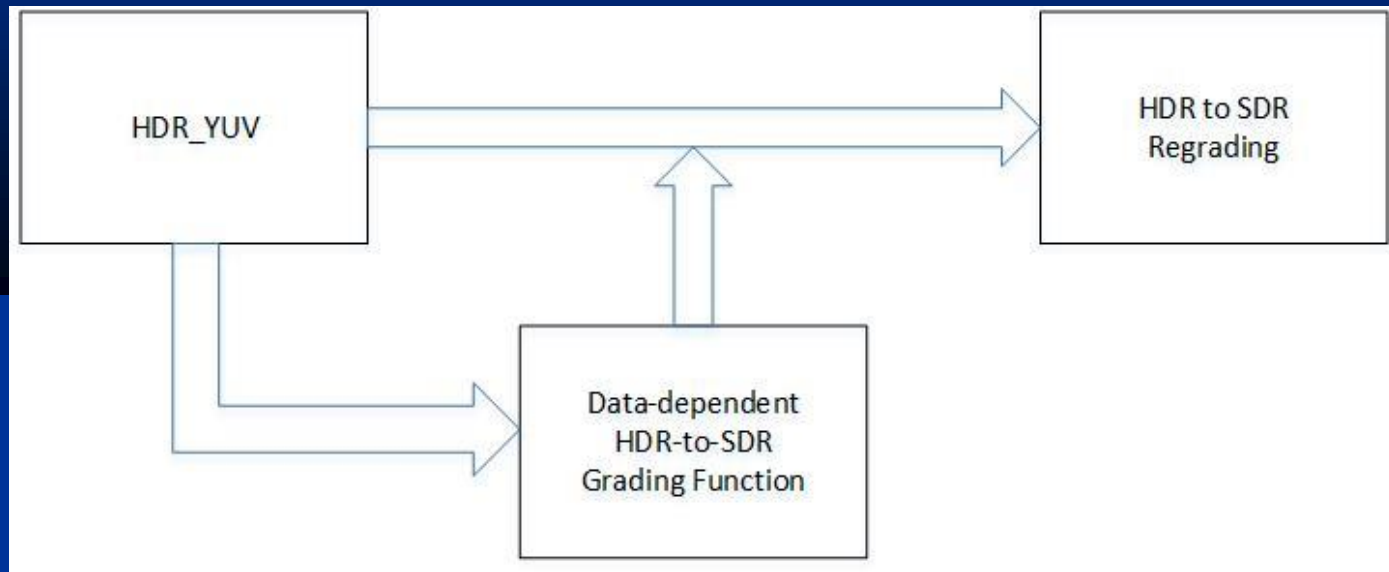 HDR_YUV
HDR to SDR
Regrading
Data-dependent
HDR-to-SDR
Grading Function